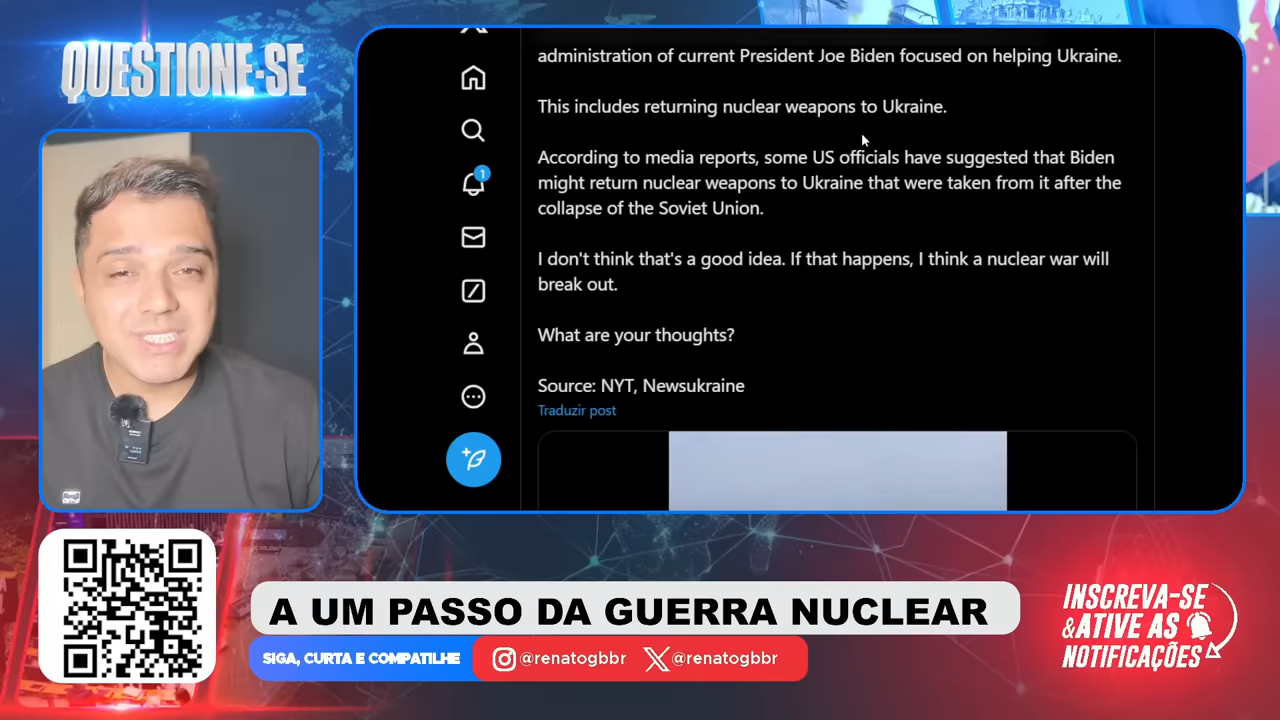 QUESTIONE-SE
administration of current President Joe Biden focused on helping Ukraine.
This includes returning nuclear weapons to Ukraine.
According to media reports, some US officials have suggested that Biden
might return nuclear weapons to Ukraine that were taken from it after the
collapse of the Soviet Union.
I don't think that's a good idea. If that happens, I think a nuclear war will
break out.
What are your thoughts?
Source: NYT, Newsukraine
Traduzir post
1
A UM PASSO DA GUERRA NUCLEAR
SIGA, CURTA E COMPATILHE
@renatogbbr
@renatogbbr
INSCREVA-SE
&ATIVE AS
NOTIFICAÇÕES